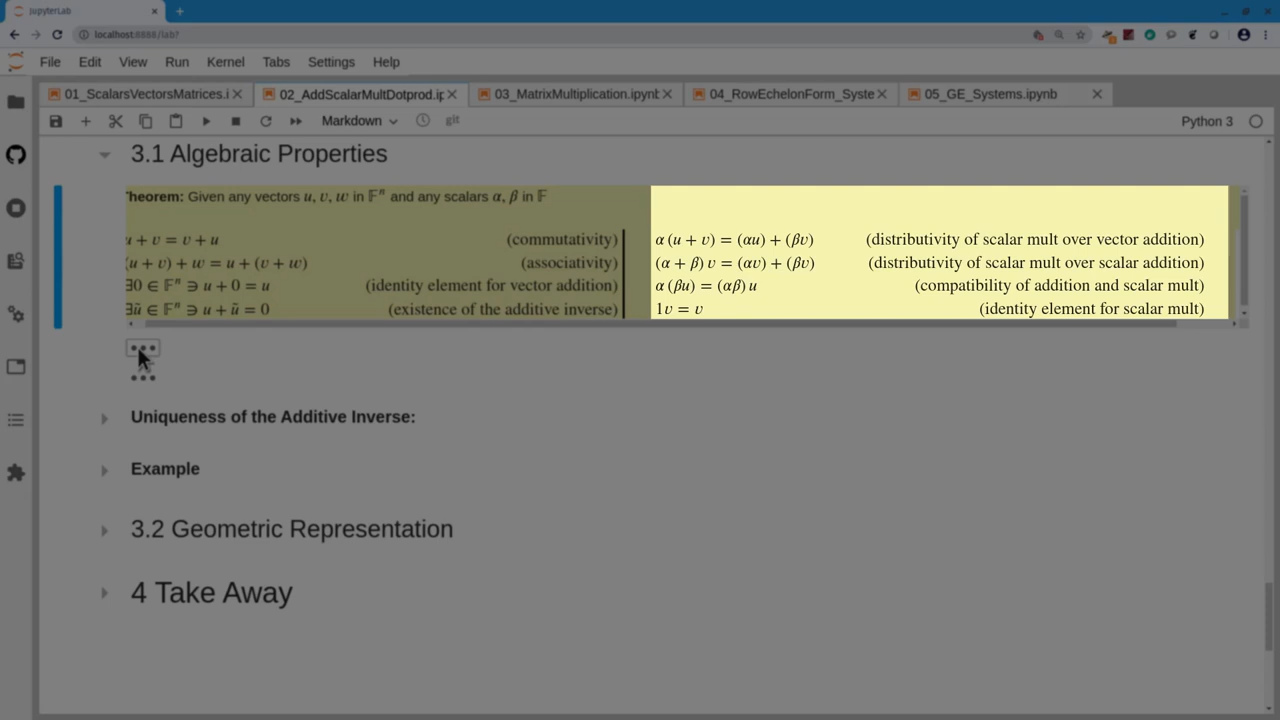 JupyterLab
localhost:8888/lab?
File Edit View Run Kernel Tabs Settings Help
01_ScalarsVectorsMatrices.i 02_AddScalarMultDotprod.ip 03_MatrixMultiplication.ipynb 04_RowEchelonForm_Syste 05_GE_Systems.ipynb
Markdown git Python 3
3.1 Algebraic Properties
heorem: Given any vectors u, v, w in 𝔽ⁿ and any scalars α, β in 𝔽
u + v = v + u (commutativity)
(u + v) + w = u + (v + w) (associativity)
∃0 ∈ 𝔽ⁿ ∋ u + 0 = u (identity element for vector addition)
∃ũ ∈ 𝔽ⁿ ∋ u + ũ = 0 (existence of the additive inverse)
α (u + v) = (αu) + (βv) (distributivity of scalar mult over vector addition)
(α + β) v = (αv) + (βv) (distributivity of scalar mult over scalar addition)
α (βu) = (αβ) u (compatibility of addition and scalar mult)
1v = v (identity element for scalar mult)
Uniqueness of the Additive Inverse:
Example
3.2 Geometric Representation
4 Take Away